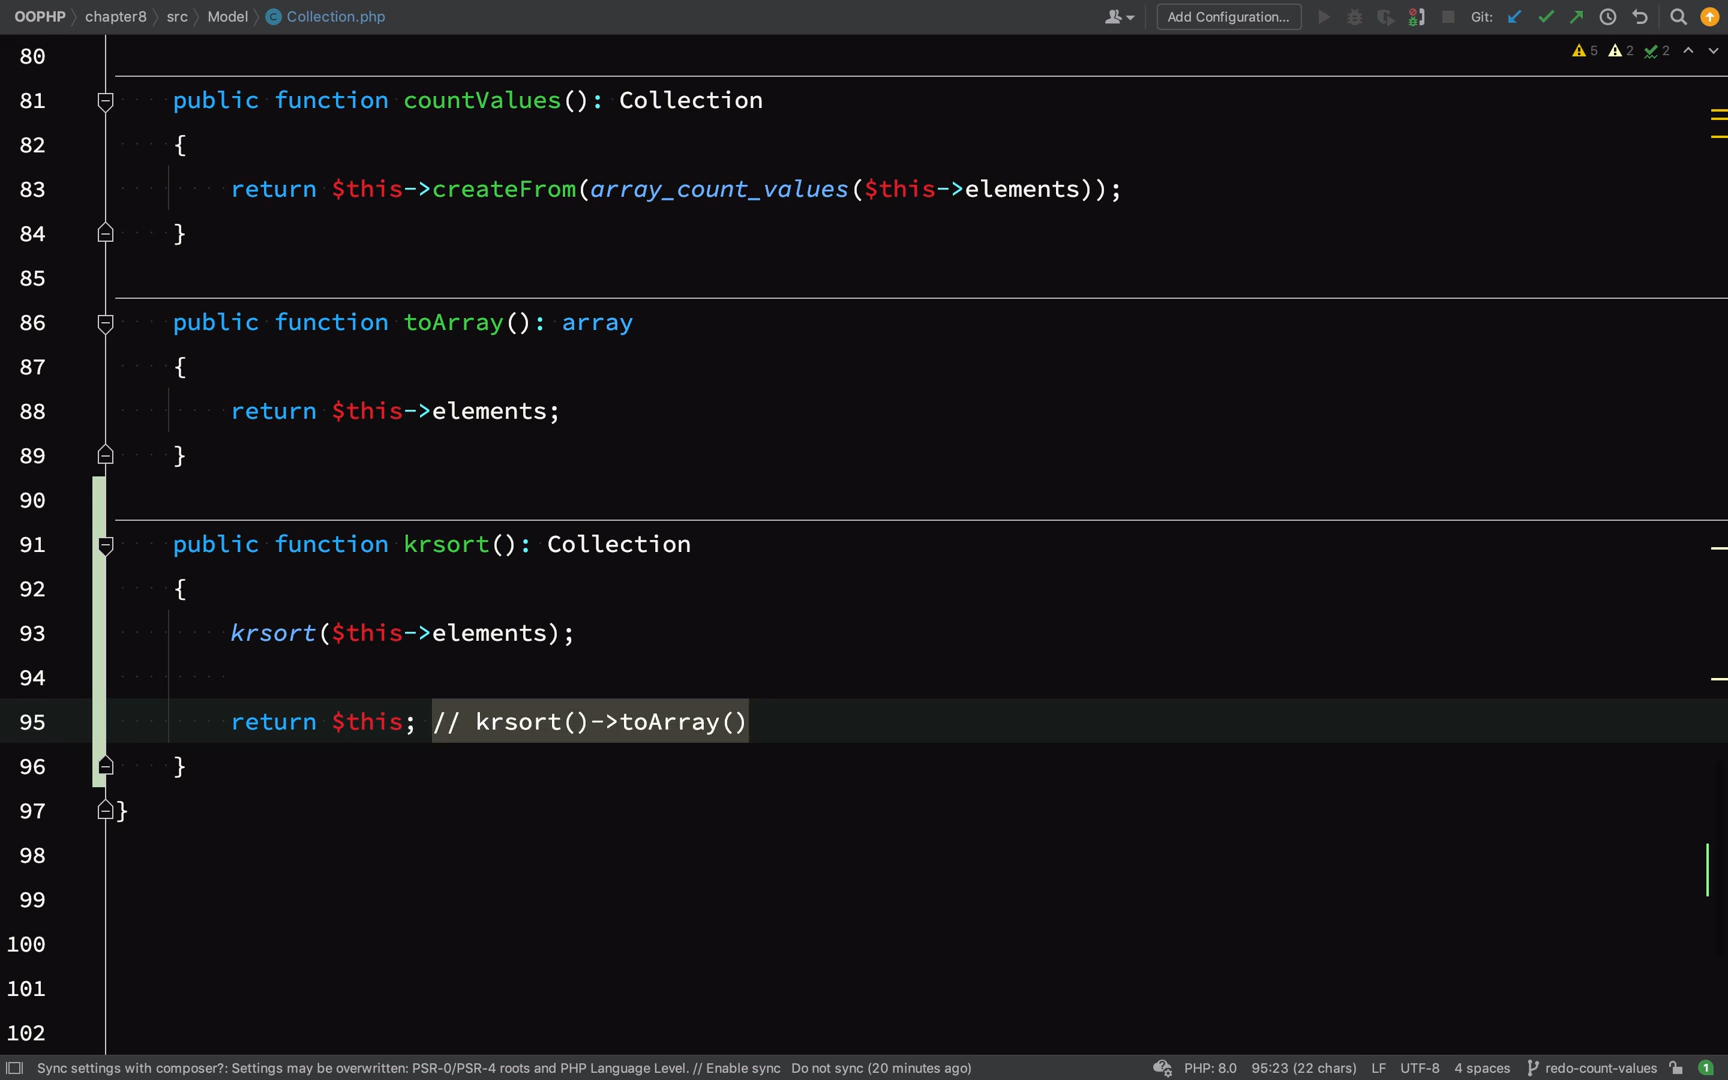 OOPHP chapter8 src Model Collection.php Add Configuration... Git:
5 2 2
80
81 public function countValues(): Collection
82 {
83 return $this->createFrom(array_count_values($this->elements));
84 }
85
86 public function toArray(): array
87 {
88 return $this->elements;
89 }
90
91 public function krsort(): Collection
92 {
93 krsort($this->elements);
94
95 return $this; // krsort()->toArray()
96 }
97 }
98
99
100
101
102
Sync settings with composer?: Settings may be overwritten: PSR-0/PSR-4 roots and PHP Language Level. // Enable sync Do not sync (20 minutes ago) PHP: 8.0 95:23 (22 chars) LF UTF-8 4 spaces redo-count-values 1